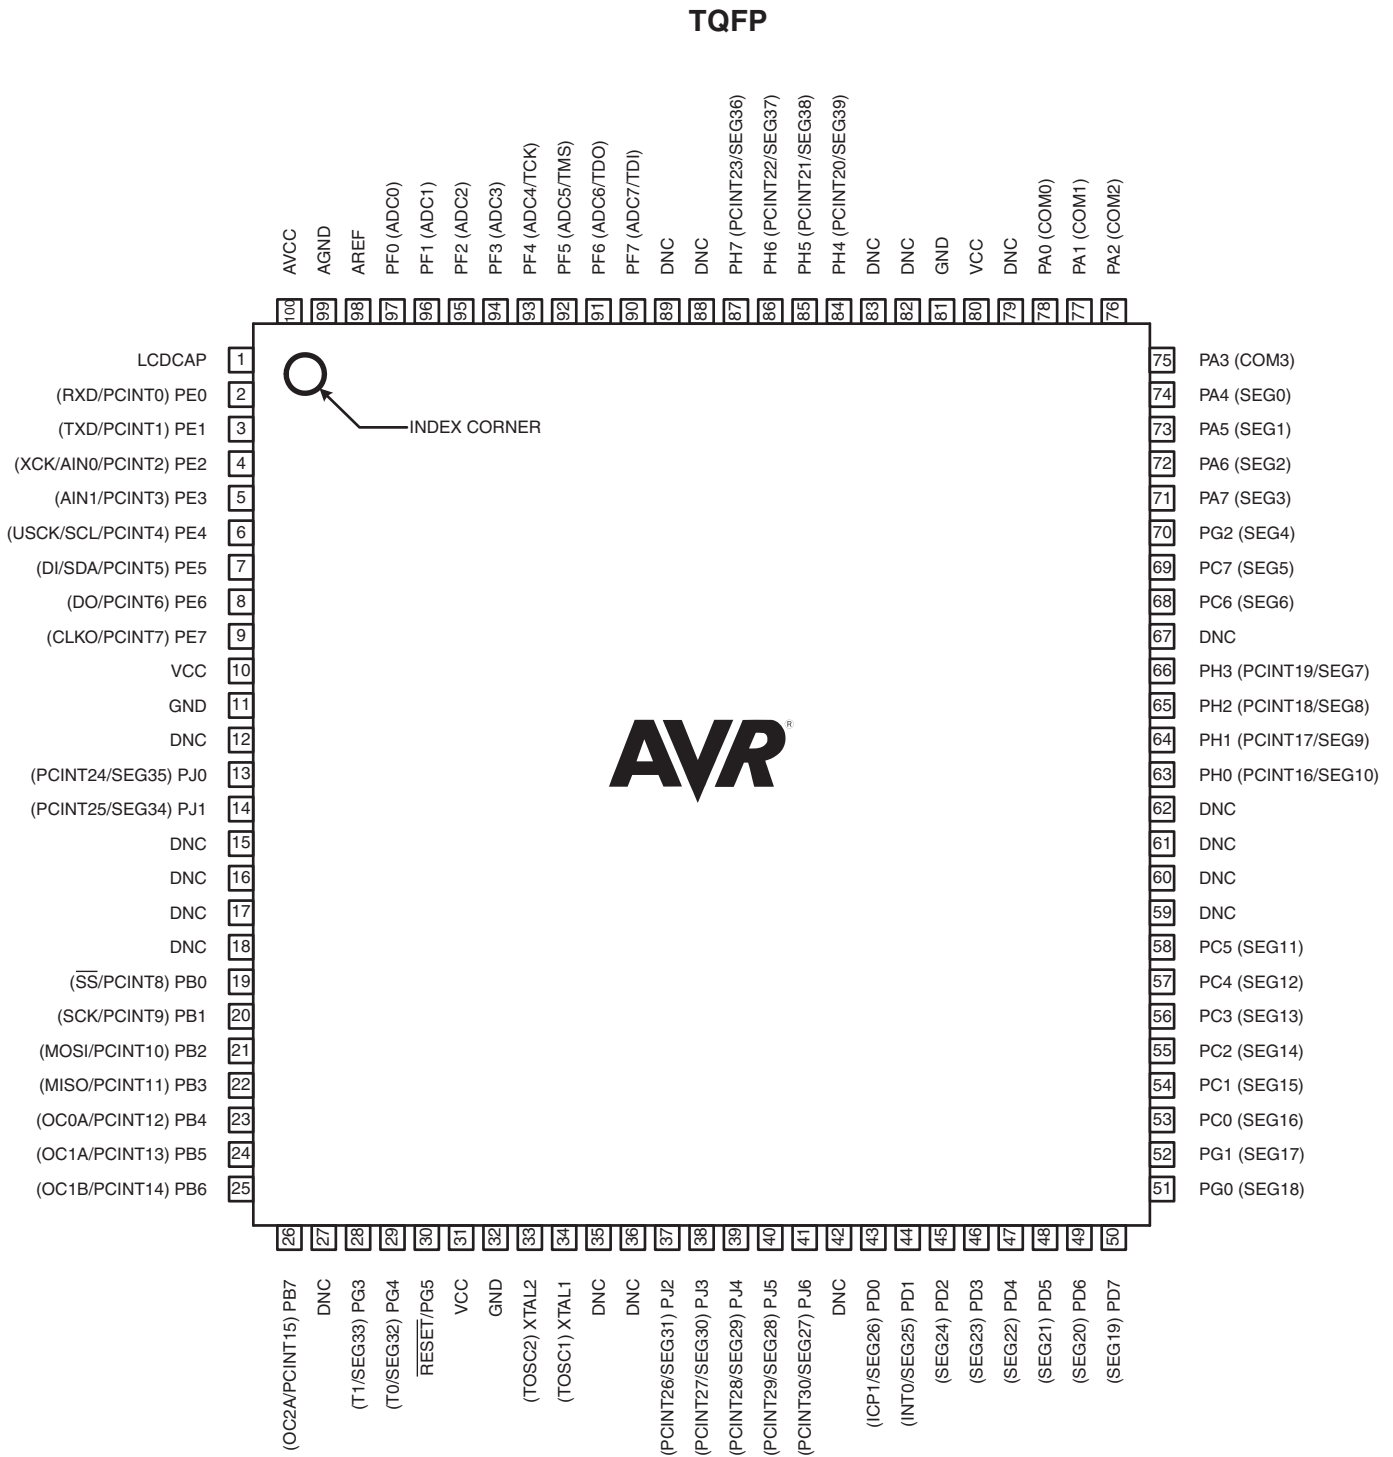 TQFP
AVCC 100
AGND 99
AREF 98
PF0 (ADC0) 97
PF1 (ADC1) 96
PF2 (ADC2) 95
PF3 (ADC3) 94
PF4 (ADC4/TCK) 93
PF5 (ADC5/TMS) 92
PF6 (ADC6/TDO) 91
PF7 (ADC7/TDI) 90
DNC 89
DNC 88
PH7 (PCINT23/SEG36) 87
PH6 (PCINT22/SEG37) 86
PH5 (PCINT21/SEG38) 85
PH4 (PCINT20/SEG39) 84
DNC 83
DNC 82
GND 81
VCC 80
DNC 79
PA0 (COM0) 78
PA1 (COM1) 77
PA2 (COM2) 76
LCDCAP 1
(RXD/PCINT0) PE0 2
(TXD/PCINT1) PE1 3
(XCK/AIN0/PCINT2) PE2 4
(AIN1/PCINT3) PE3 5
(USCK/SCL/PCINT4) PE4 6
(DI/SDA/PCINT5) PE5 7
(DO/PCINT6) PE6 8
(CLKO/PCINT7) PE7 9
VCC 10
GND 11
DNC 12
(PCINT24/SEG35) PJ0 13
(PCINT25/SEG34) PJ1 14
DNC 15
DNC 16
DNC 17
DNC 18
(SS/PCINT8) PB0 19
(SCK/PCINT9) PB1 20
(MOSI/PCINT10) PB2 21
(MISO/PCINT11) PB3 22
(OC0A/PCINT12) PB4 23
(OC1A/PCINT13) PB5 24
(OC1B/PCINT14) PB6 25
INDEX CORNER
AVR®
75 PA3 (COM3)
74 PA4 (SEG0)
73 PA5 (SEG1)
72 PA6 (SEG2)
71 PA7 (SEG3)
70 PG2 (SEG4)
69 PC7 (SEG5)
68 PC6 (SEG6)
67 DNC
66 PH3 (PCINT19/SEG7)
65 PH2 (PCINT18/SEG8)
64 PH1 (PCINT17/SEG9)
63 PH0 (PCINT16/SEG10)
62 DNC
61 DNC
60 DNC
59 DNC
58 PC5 (SEG11)
57 PC4 (SEG12)
56 PC3 (SEG13)
55 PC2 (SEG14)
54 PC1 (SEG15)
53 PC0 (SEG16)
52 PG1 (SEG17)
51 PG0 (SEG18)
(OC2A/PCINT15) PB7 26
DNC 27
(T1/SEG33) PG3 28
(T0/SEG32) PG4 29
RESET/PG5 30
VCC 31
GND 32
(TOSC2) XTAL2 33
(TOSC1) XTAL1 34
DNC 35
DNC 36
(PCINT26/SEG31) PJ2 37
(PCINT27/SEG30) PJ3 38
(PCINT28/SEG29) PJ4 39
(PCINT29/SEG28) PJ5 40
(PCINT30/SEG27) PJ6 41
DNC 42
(ICP1/SEG26) PD0 43
(INT0/SEG25) PD1 44
(SEG24) PD2 45
(SEG23) PD3 46
(SEG22) PD4 47
(SEG21) PD5 48
(SEG20) PD6 49
(SEG19) PD7 50